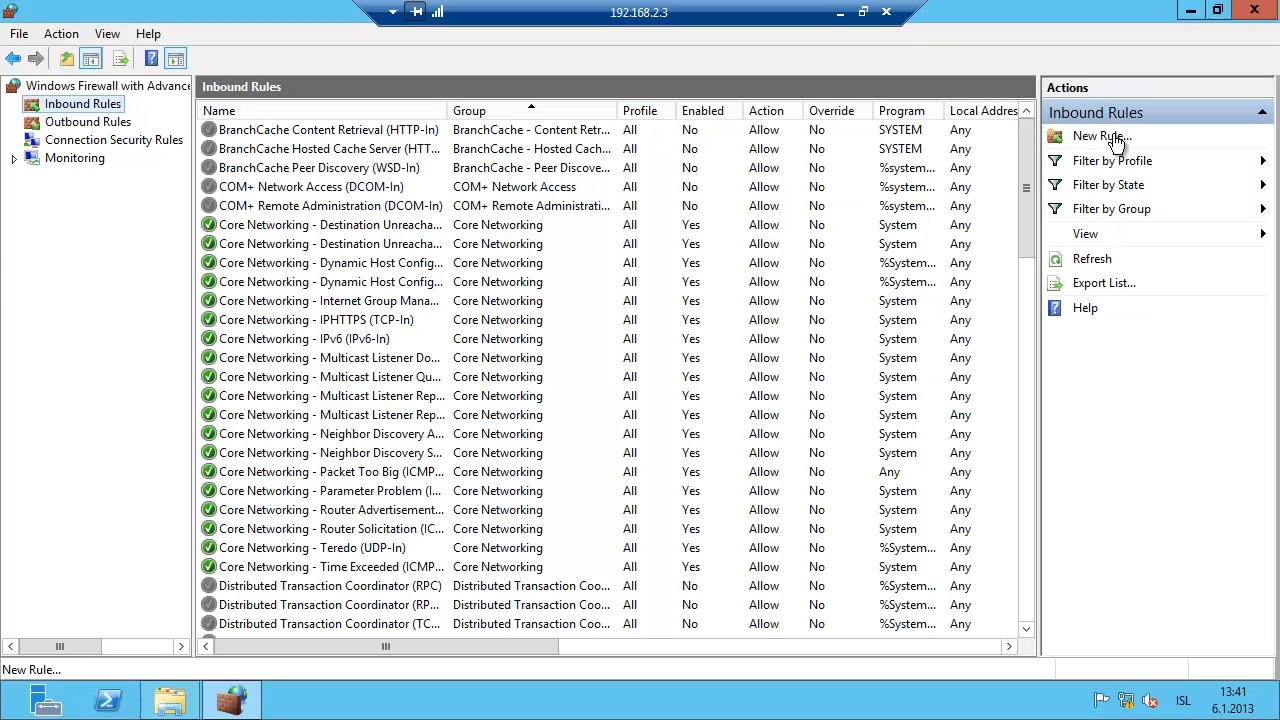 192.168.2.3
File Action View Help
Windows Firewall with Advance
Inbound Rules
Outbound Rules
Connection Security Rules
Monitoring
Inbound Rules
Name Group Profile Enabled Action Override Program Local Addres
BranchCache Content Retrieval (HTTP-In) BranchCache - Content Retr... All No Allow No SYSTEM Any
BranchCache Hosted Cache Server (HTT... BranchCache - Hosted Cach... All No Allow No SYSTEM Any
BranchCache Peer Discovery (WSD-In) BranchCache - Peer Discove... All No Allow No %system... Any
COM+ Network Access (DCOM-In) COM+ Network Access All No Allow No %system... Any
COM+ Remote Administration (DCOM-In) COM+ Remote Administrati... All No Allow No %system... Any
Core Networking - Destination Unreacha... Core Networking All Yes Allow No System Any
Core Networking - Destination Unreacha... Core Networking All Yes Allow No System Any
Core Networking - Dynamic Host Config... Core Networking All Yes Allow No %System... Any
Core Networking - Dynamic Host Config... Core Networking All Yes Allow No %System... Any
Core Networking - Internet Group Mana... Core Networking All Yes Allow No System Any
Core Networking - IPHTTPS (TCP-In) Core Networking All Yes Allow No System Any
Core Networking - IPv6 (IPv6-In) Core Networking All Yes Allow No System Any
Core Networking - Multicast Listener Do... Core Networking All Yes Allow No System Any
Core Networking - Multicast Listener Qu... Core Networking All Yes Allow No System Any
Core Networking - Multicast Listener Rep... Core Networking All Yes Allow No System Any
Core Networking - Multicast Listener Rep... Core Networking All Yes Allow No System Any
Core Networking - Neighbor Discovery A... Core Networking All Yes Allow No System Any
Core Networking - Neighbor Discovery S... Core Networking All Yes Allow No System Any
Core Networking - Packet Too Big (ICMP... Core Networking All Yes Allow No Any Any
Core Networking - Parameter Problem (I... Core Networking All Yes Allow No System Any
Core Networking - Router Advertisement... Core Networking All Yes Allow No System Any
Core Networking - Router Solicitation (IC... Core Networking All Yes Allow No System Any
Core Networking - Teredo (UDP-In) Core Networking All Yes Allow No %System... Any
Core Networking - Time Exceeded (ICMP... Core Networking All Yes Allow No System Any
Distributed Transaction Coordinator (RPC) Distributed Transaction Coo... All No Allow No %System... Any
Distributed Transaction Coordinator (RP... Distributed Transaction Coo... All No Allow No %System... Any
Distributed Transaction Coordinator (TC... Distributed Transaction Coo... All No Allow No %System... Any
Actions
Inbound Rules
New Rule...
Filter by Profile
Filter by State
Filter by Group
View
Refresh
Export List...
Help
New Rule...
ISL
13:41
6.1.2013